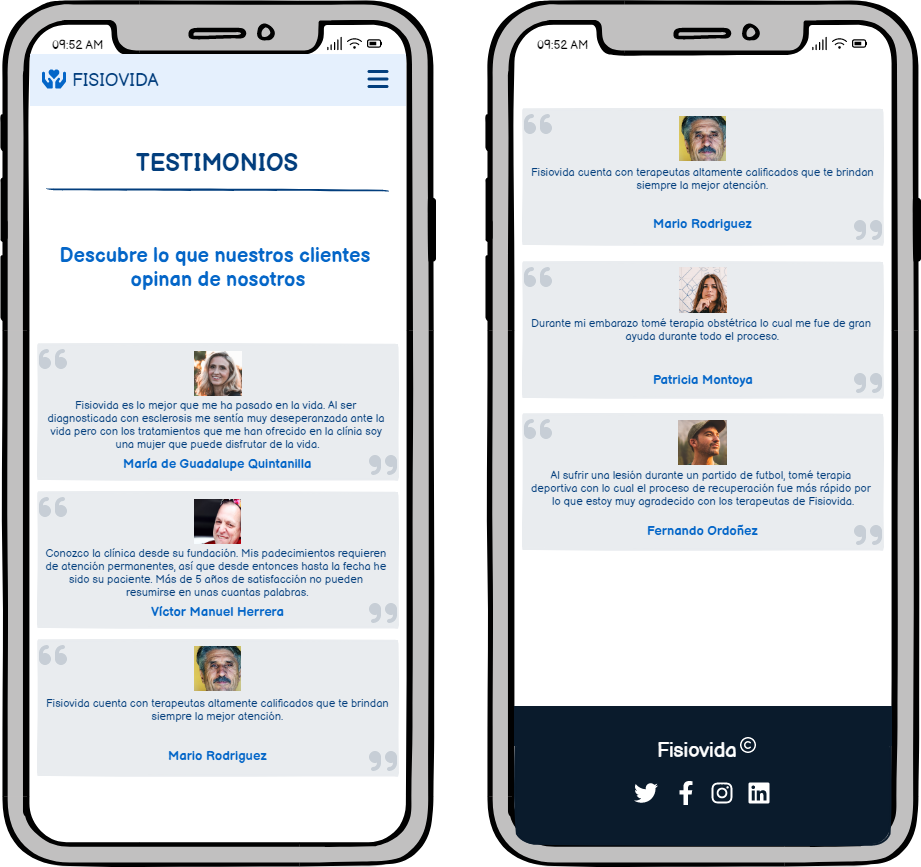 09:52 AM
FISIOVIDA
TESTIMONIOS
Descubre lo que nuestros clientes
opinan de nosotros
Fisiovida es lo mejor que me ha pasado en la vida. Al ser
diagnosticada con esclerosis me sentía muy deseperanzada ante la
vida pero con los tratamientos que me han ofrecido en la clínia soy
una mujer que puede disfrutar de la vida.
María de Guadalupe Quintanilla
Conozco la clínica desde su fundación. Mis padecimientos requieren
de atención permanentes, así que desde entonces hasta la fecha he
sido su paciente. Más de 5 años de satisfacción no pueden
resumirse en unas cuantas palabras.
Víctor Manuel Herrera
Fisiovida cuenta con terapeutas altamente calificados que te brindan
siempre la mejor atención.
Mario Rodriguez
09:52 AM
Fisiovida cuenta con terapeutas altamente calificados que te brindan
siempre la mejor atención.
Mario Rodriguez
Durante mi embarazo tomé terapia obstétrica lo cual me fue de gran
ayuda durante todo el proceso.
Patricia Montoya
Al sufrir una lesión durante un partido de futbol, tomé terapia
deportiva con lo cual el proceso de recuperación fue más rápido por
lo que estoy muy agradecido con los terapeutas de Fisiovida.
Fernando Ordoñez
Fisiovida ©